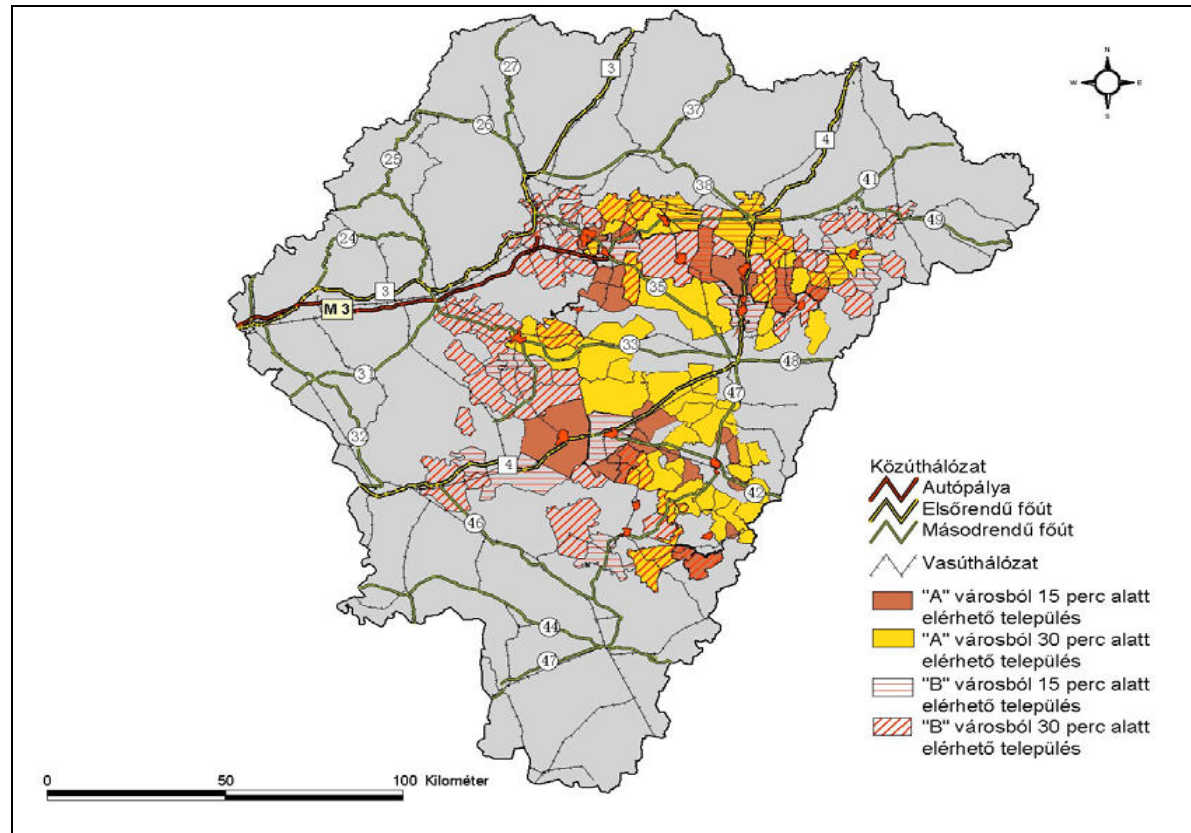 N
W E
S
27
3
26
37
4
25
41
38
49
24
3
35
M 3
33
48
31
47
32
4
42
46
44
47
Közúthálózat
Autópálya
Elsőrendű főút
Másodrendű főút
Vasúthálózat
"A" városból 15 perc alatt
elérhető település
"A" városból 30 perc alatt
elérhető település
"B" városból 15 perc alatt
elérhető település
"B" városból 30 perc alatt
elérhető település
0 50 100 Kilométer